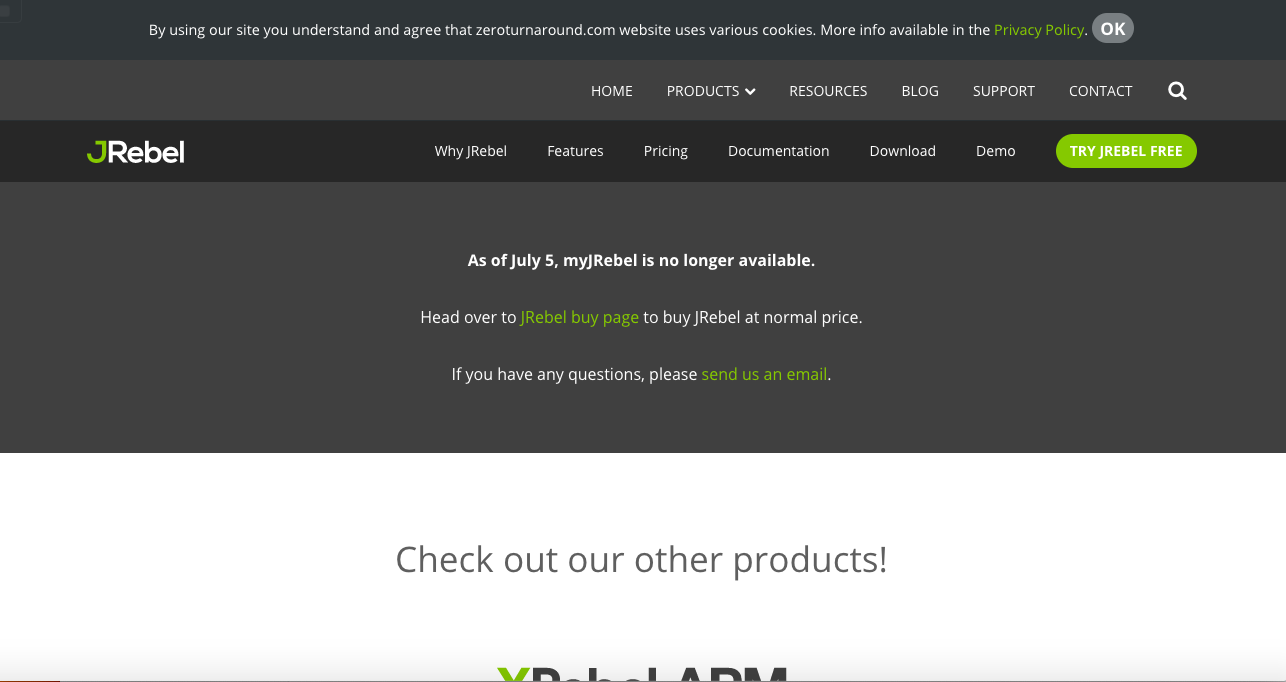 By using our site you understand and agree that zeroturnaround.com website uses various cookies. More info available in the Privacy Policy. OK
HOME PRODUCTS RESOURCES BLOG SUPPORT CONTACT
JRebel Why JRebel Features Pricing Documentation Download Demo TRY JREBEL FREE
As of July 5, myJRebel is no longer available.
Head over to JRebel buy page to buy JRebel at normal price.
If you have any questions, please send us an email.
Check out our other products!
XRebel APM